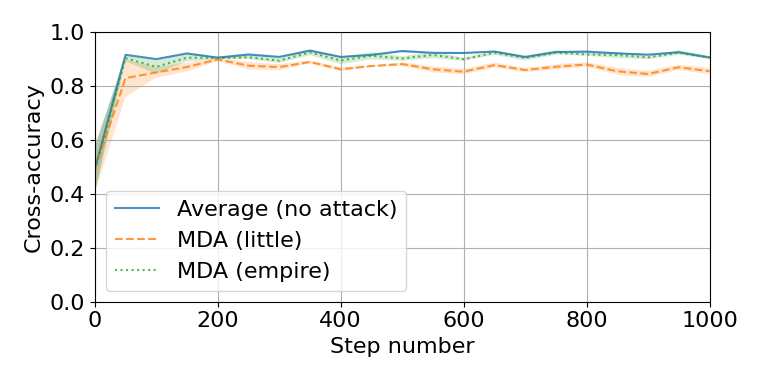 1.0
0.8
0.6
0.4
0.2
0.0
Cross-accuracy
Average (no attack)
MDA (little)
MDA (empire)
0 200 400 600 800 1000
Step number